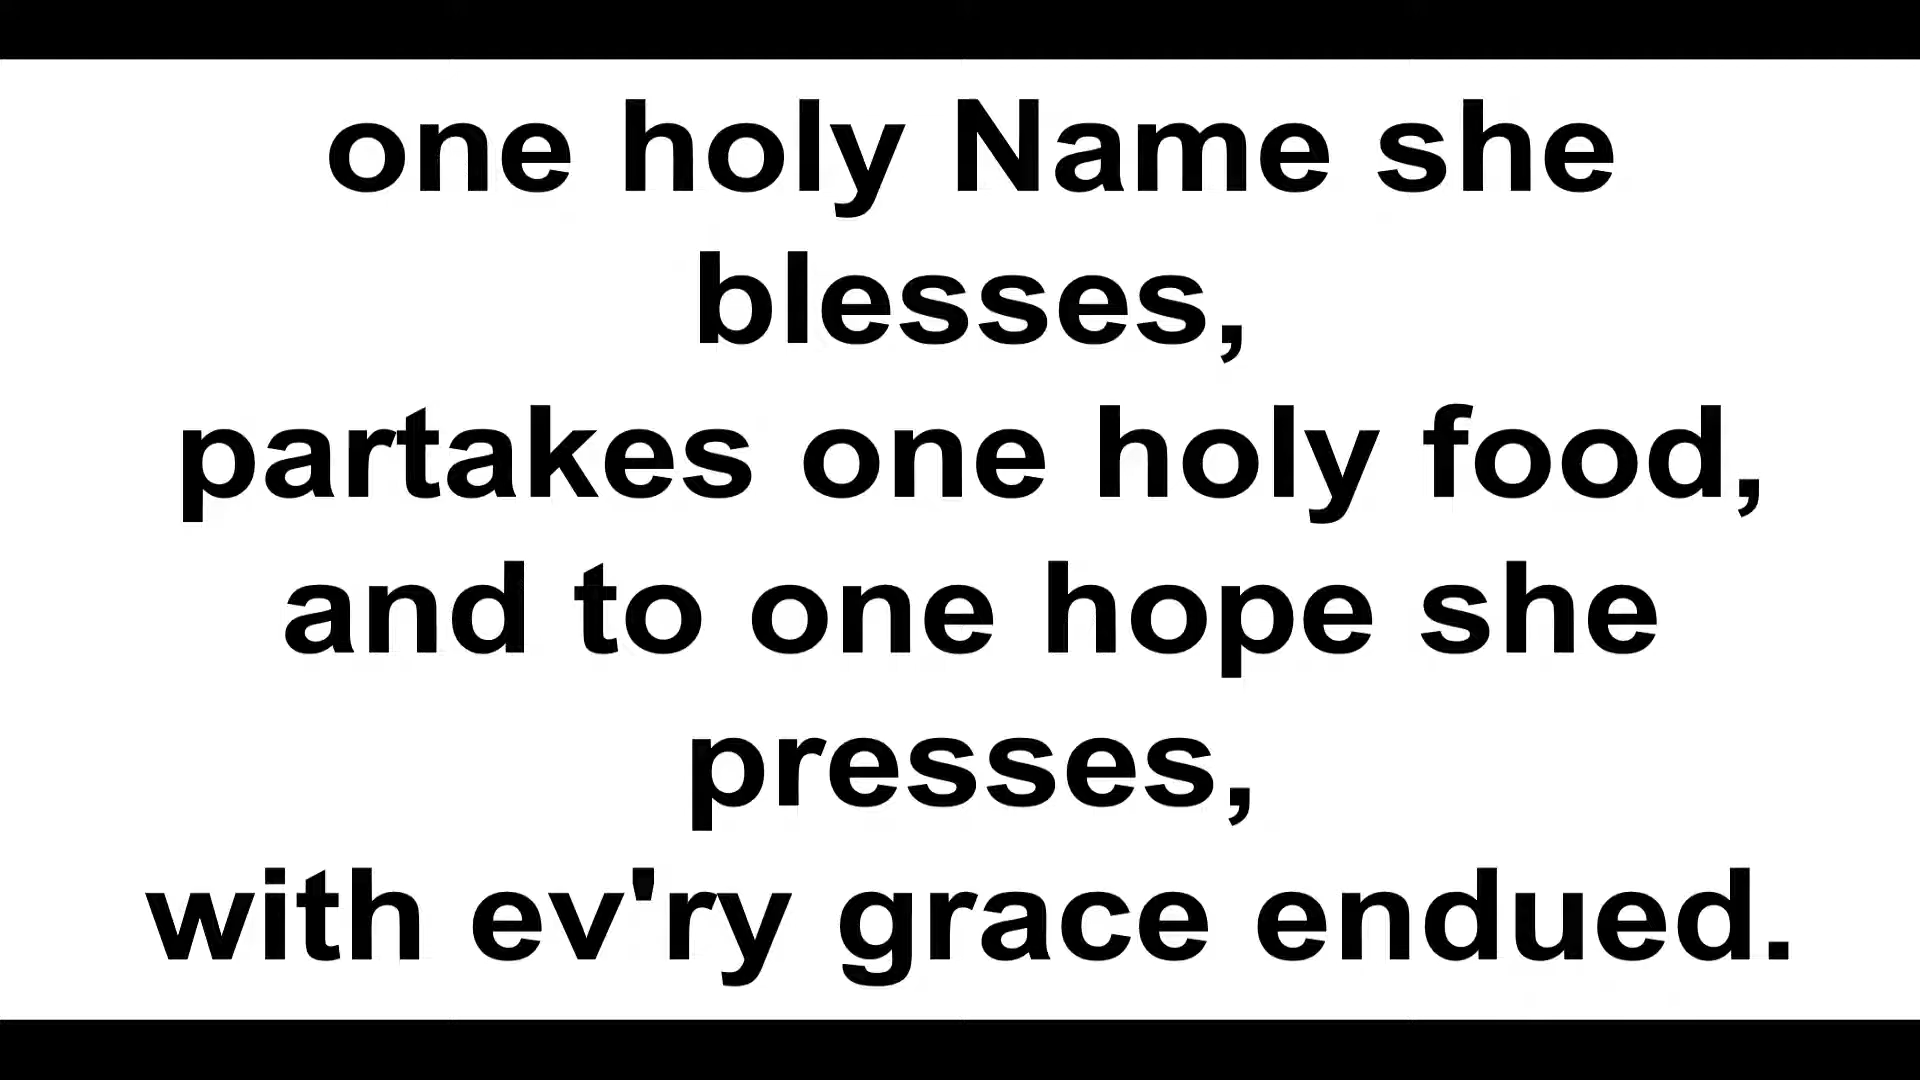 one holy Name she
blesses,
partakes one holy food,
and to one hope she
presses,
with ev'ry grace endued.